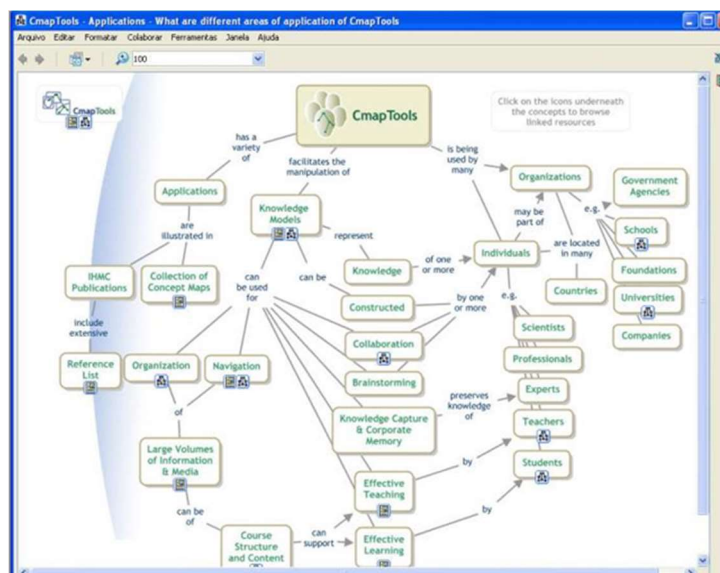 CmapTools - Applications - What are different areas of application of CmapTools
Arquivo Editar Formatar Colaborar Ferramentas Janela Ajuda
100
CmapTools
CmapTools
Click on the icons underneath
the concepts to browse
linked resources
has a
variety
of
facilitates the
manipulation of
is being
used by
many
Applications
Knowledge
Models
Organizations
Government
Agencies
may be
part of
e.g.
are
illustrated in
represent
Schools
Individuals
are located
in many
IHMC
Publications
Collection of
Concept Maps
can
be used
for
can be
Knowledge
of one
or more
Foundations
Countries
Universities
Constructed
by one
or more
e.g.
include
extensive
Scientists
Companies
Collaboration
Professionals
Reference
List
Organization
Navigation
Brainstorming
Experts
preserves
knowledge
of
of
Knowledge Capture
& Corporate
Memory
Teachers
Large Volumes
of Information
& Media
by
Students
Effective
Teaching
can be
of
by
can
support
Course
Structure
and Content
Effective
Learning